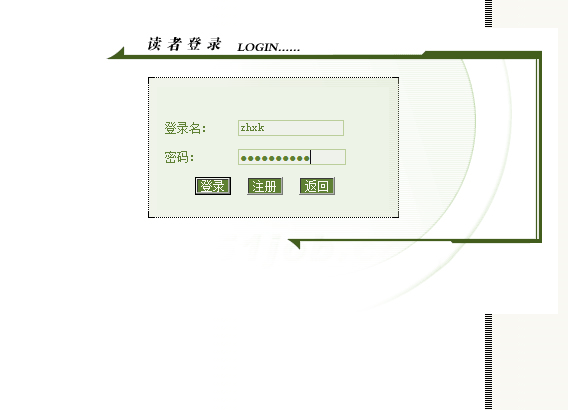 读者登录 LOGIN......
登录名： zhxk
密码： ●●●●●●●●●●
登录 注册 返回